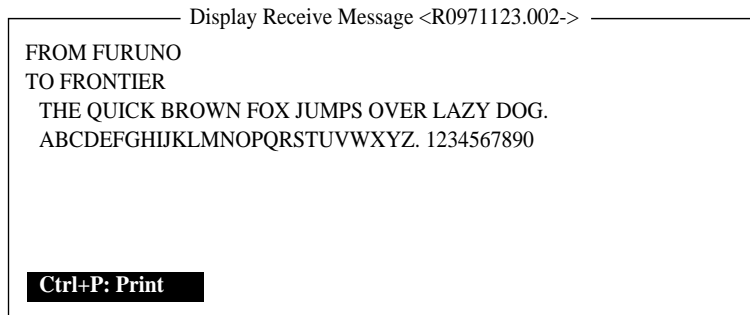 Display Receive Message <R0971123.002->
FROM FURUNO
TO FRONTIER
THE QUICK BROWN FOX JUMPS OVER LAZY DOG.
ABCDEFGHIJKLMNOPQRSTUVWXYZ. 1234567890
Ctrl+P: Print